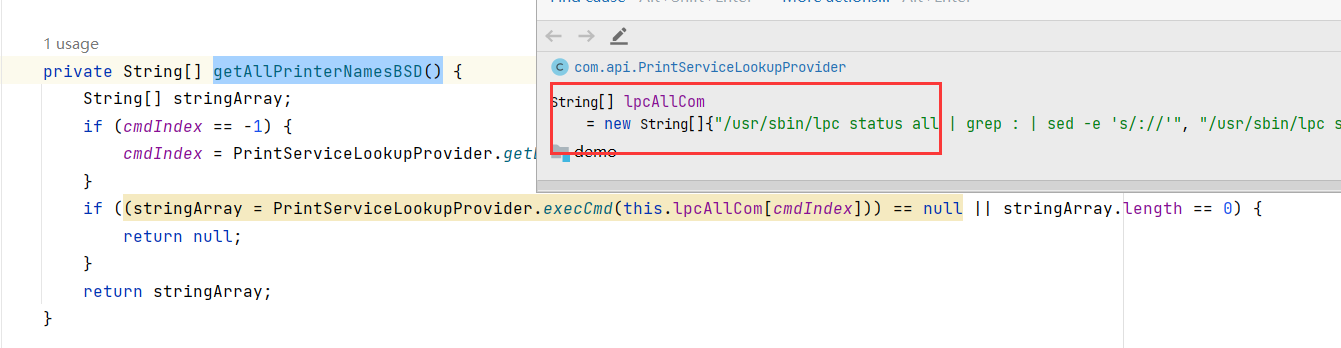 1 usage
private String[] getAllPrinterNamesBSD() {
String[] stringArray;
if (cmdIndex == -1) {
cmdIndex = PrintServiceLookupProvider.get
}
if ((stringArray = PrintServiceLookupProvider.execCmd(this.lpcAllCom[cmdIndex])) == null || stringArray.length == 0) {
return null;
}
return stringArray;
}
Find cause Alt+Shift+Enter More actions... Alt+Enter
com.api.PrintServiceLookupProvider
String[] lpcAllCom
= new String[]{"/usr/sbin/lpc status all | grep : | sed -e 's/://'", "/usr/sbin/lpc s
demo